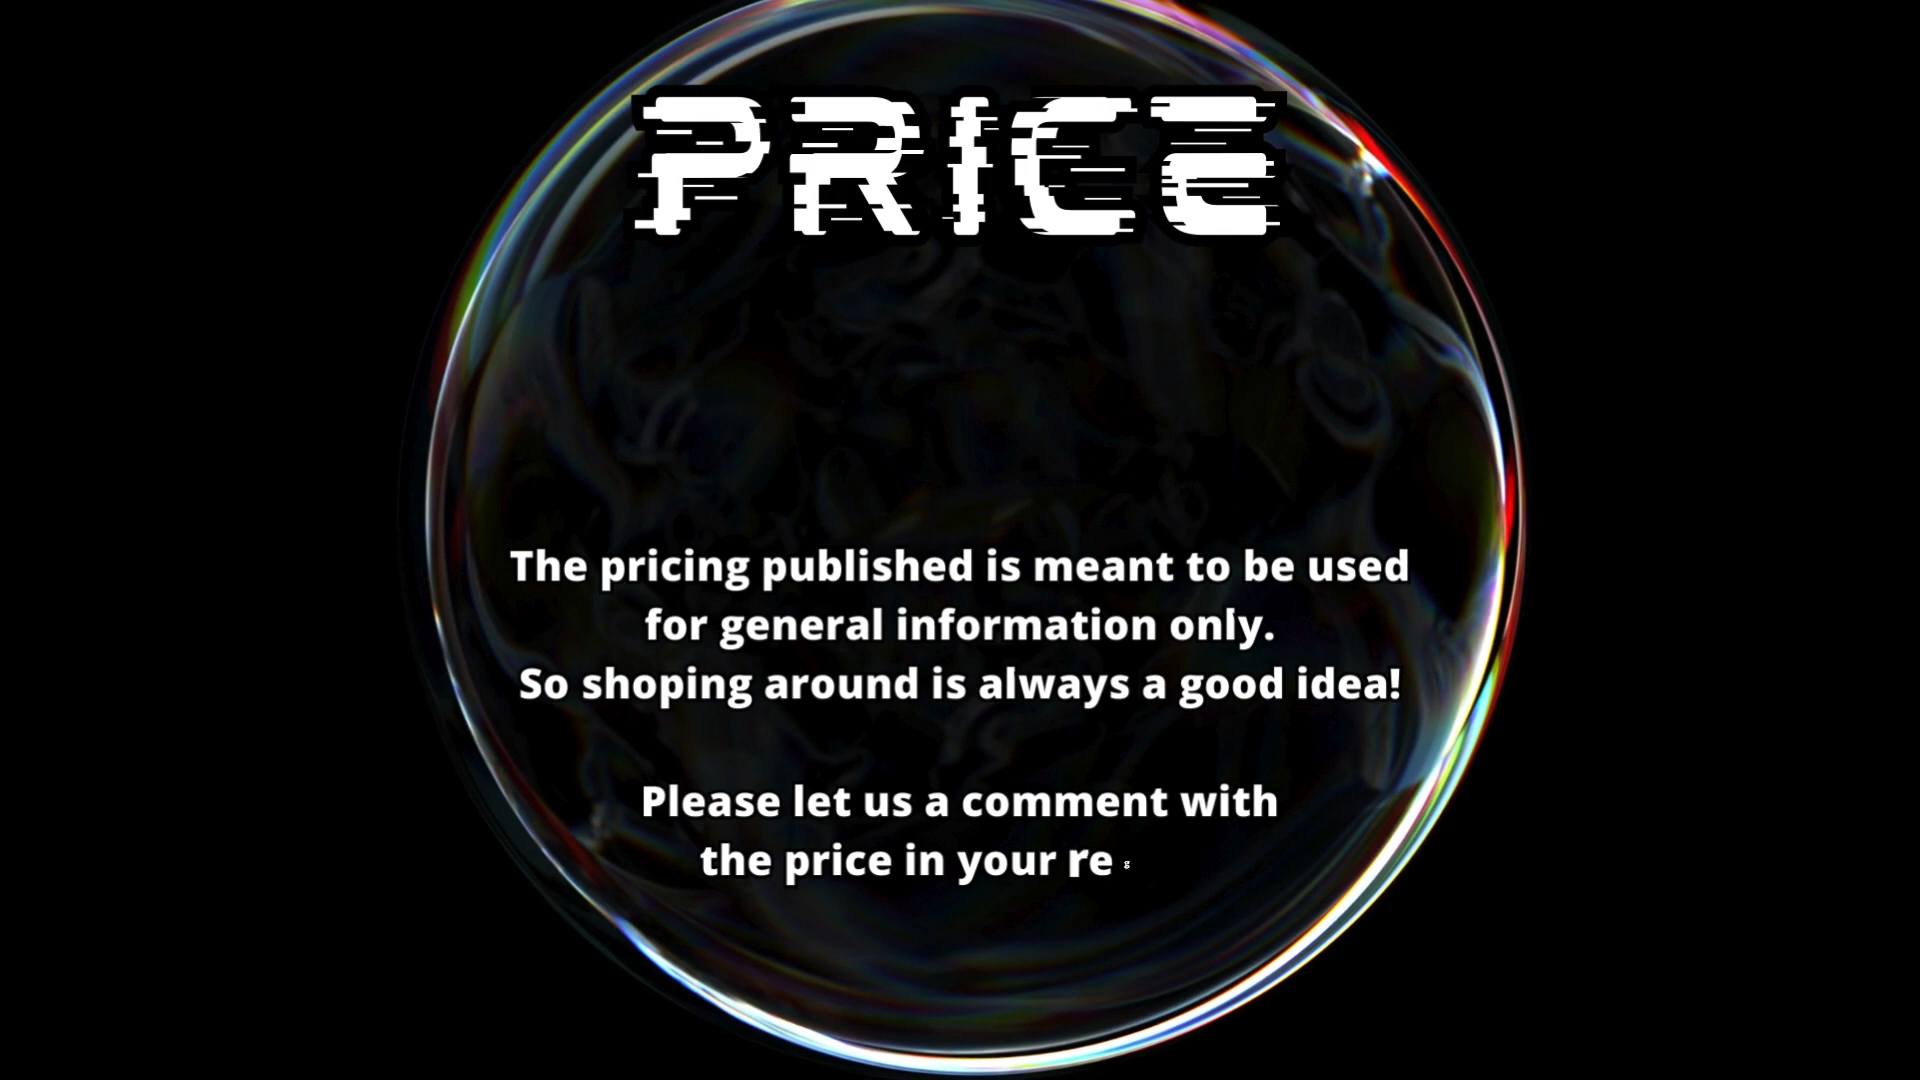 PRICE
The pricing published is meant to be used
for general information only.
So shoping around is always a good idea!
Please let us a comment with
the price in your re g